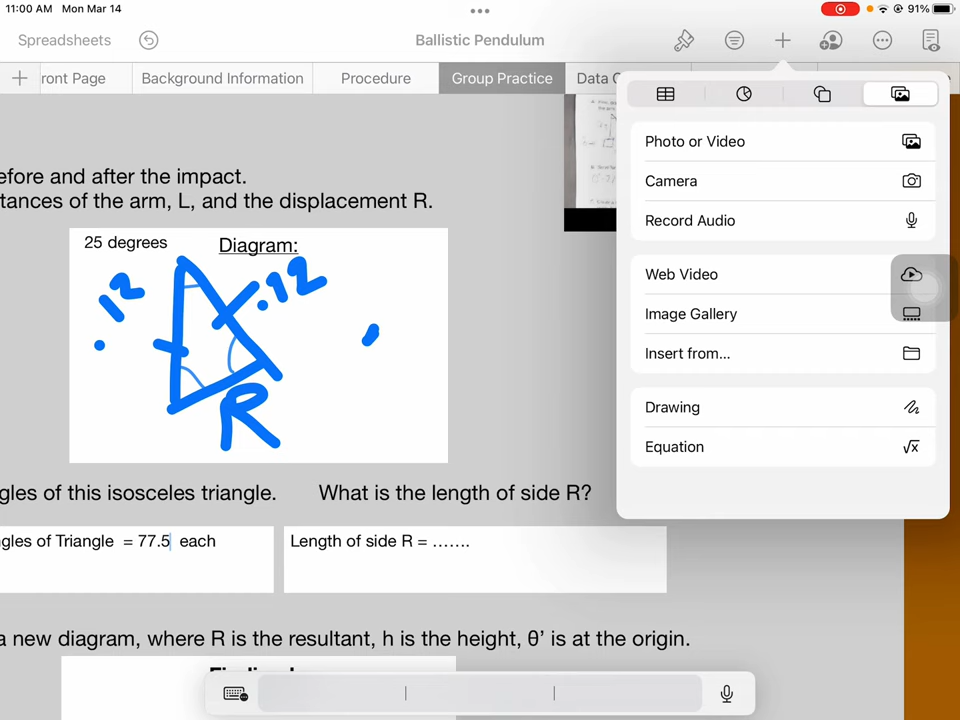 11:00 AM Mon Mar 14
91%
Spreadsheets
Ballistic Pendulum
ront Page
Background Information
Procedure
Group Practice
Data C
e
Photo or Video
Camera
Record Audio
Web Video
Image Gallery
Insert from...
Drawing
Equation
efore and after the impact.
tances of the arm, L, and the displacement R.
25 degrees
Diagram:
.12
.12
R
gles of this isosceles triangle.
What is the length of side R?
gles of Triangle = 77.5 each
Length of side R = …….
a new diagram, where R is the resultant, h is the height, θ’ is at the origin.